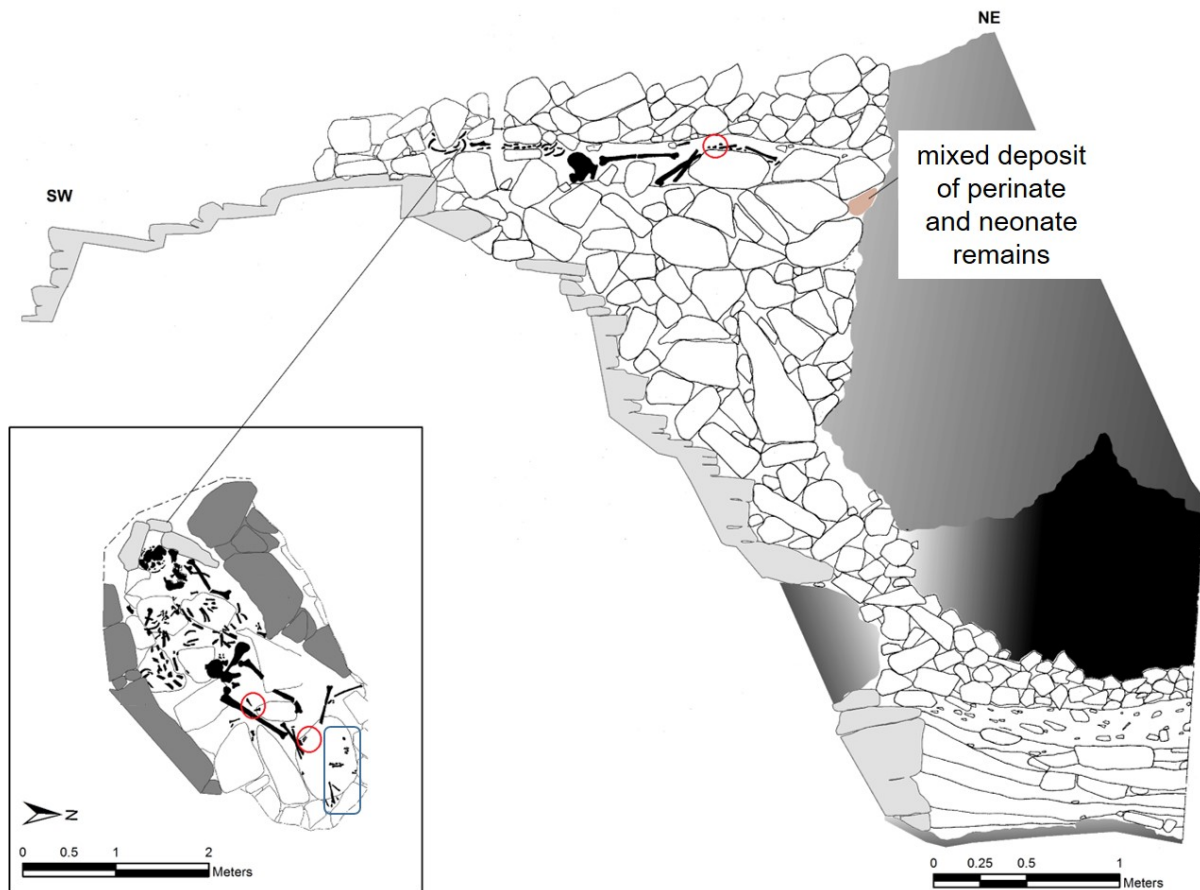 NE
mixed deposit
of perinate
and neonate
remains
SW
N
0 0.5 1 2
Meters
0 0.25 0.5 1
Meters